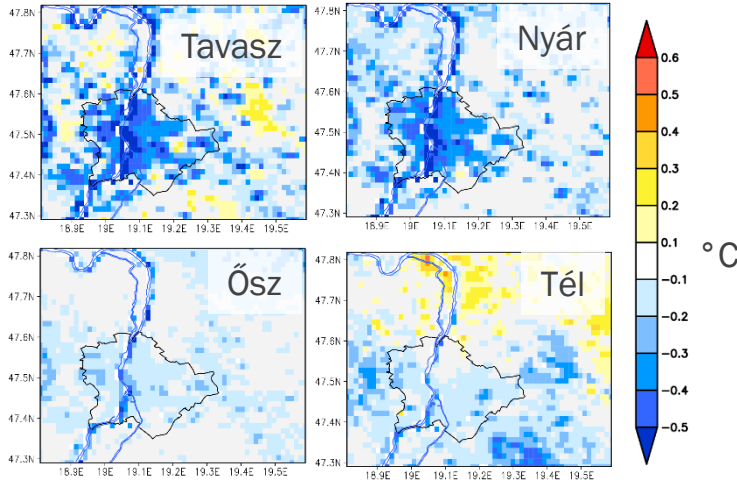 Tavasz
47.8N
47.7N
47.6N
47.5N
47.4N
47.3N
18.9E 19E 19.1E 19.2E 19.3E 19.4E 19.5E
Nyár
47.8N
47.7N
47.6N
47.5N
47.4N
47.3N
18.9E 19E 19.1E 19.2E 19.3E 19.4E 19.5E
Ősz
47.8N
47.7N
47.6N
47.5N
47.4N
47.3N
18.9E 19E 19.1E 19.2E 19.3E 19.4E 19.5E
Tél
47.8N
47.7N
47.6N
47.5N
47.4N
47.3N
18.9E 19E 19.1E 19.2E 19.3E 19.4E 19.5E
0.6
0.5
0.4
0.3
0.2
0.1
-0.1
-0.2
-0.3
-0.4
-0.5
°C